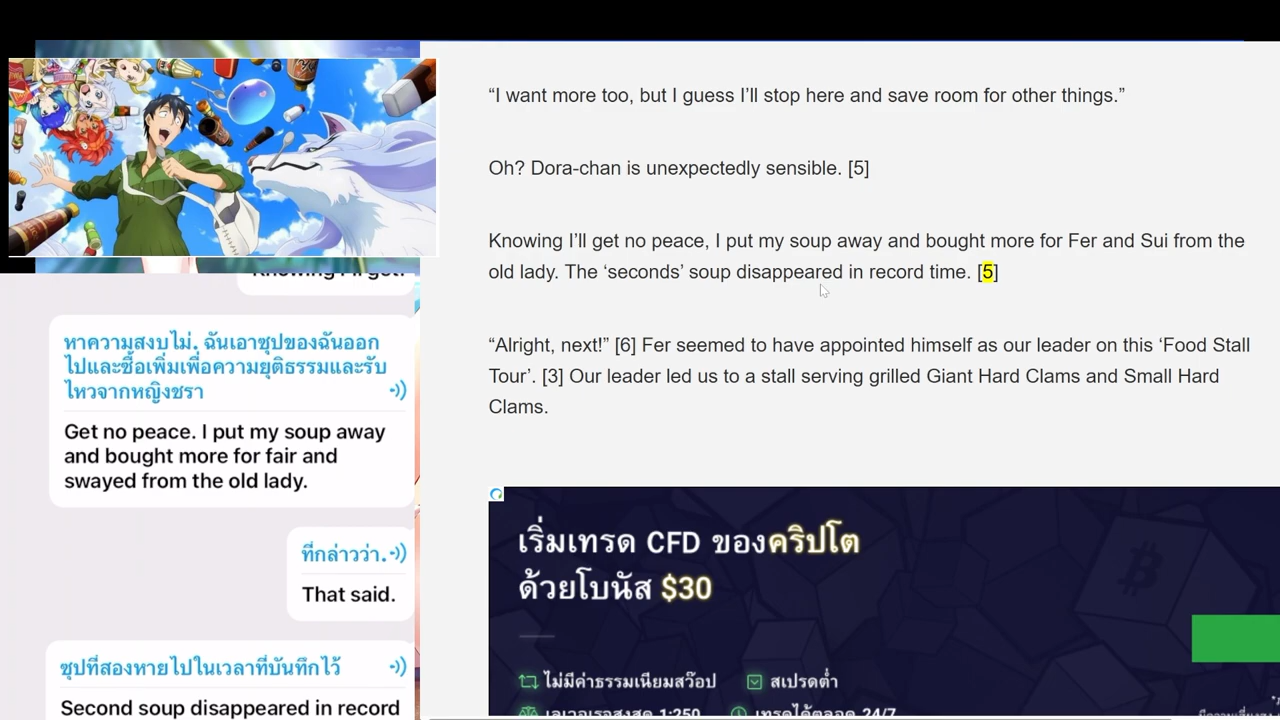 “I want more too, but I guess I’ll stop here and save room for other things.”
Oh? Dora-chan is unexpectedly sensible. [5]
Knowing I’ll get no peace, I put my soup away and bought more for Fer and Sui from the
old lady. The ‘seconds’ soup disappeared in record time. [5]
“Alright, next!” [6] Fer seemed to have appointed himself as our leader on this ‘Food Stall
Tour’. [3] Our leader led us to a stall serving grilled Giant Hard Clams and Small Hard
Clams.
หาความสงบไม่. ฉันเอาซุปของฉันออก
ไปและซื้อเพิ่มเพื่อความยุติธรรมและรับ
ไหวจากหญิงชรา
Get no peace. I put my soup away
and bought more for fair and
swayed from the old lady.
ที่กล่าวว่า.
That said.
ซุปที่สองหายไปในเวลาที่บันทึกไว้
Second soup disappeared in record
เริ่มเทรด CFD ของคริปโต
ด้วยโบนัส $30
ไม่มีค่าธรรมเนียมสว็อป
สเปรดต่ำ